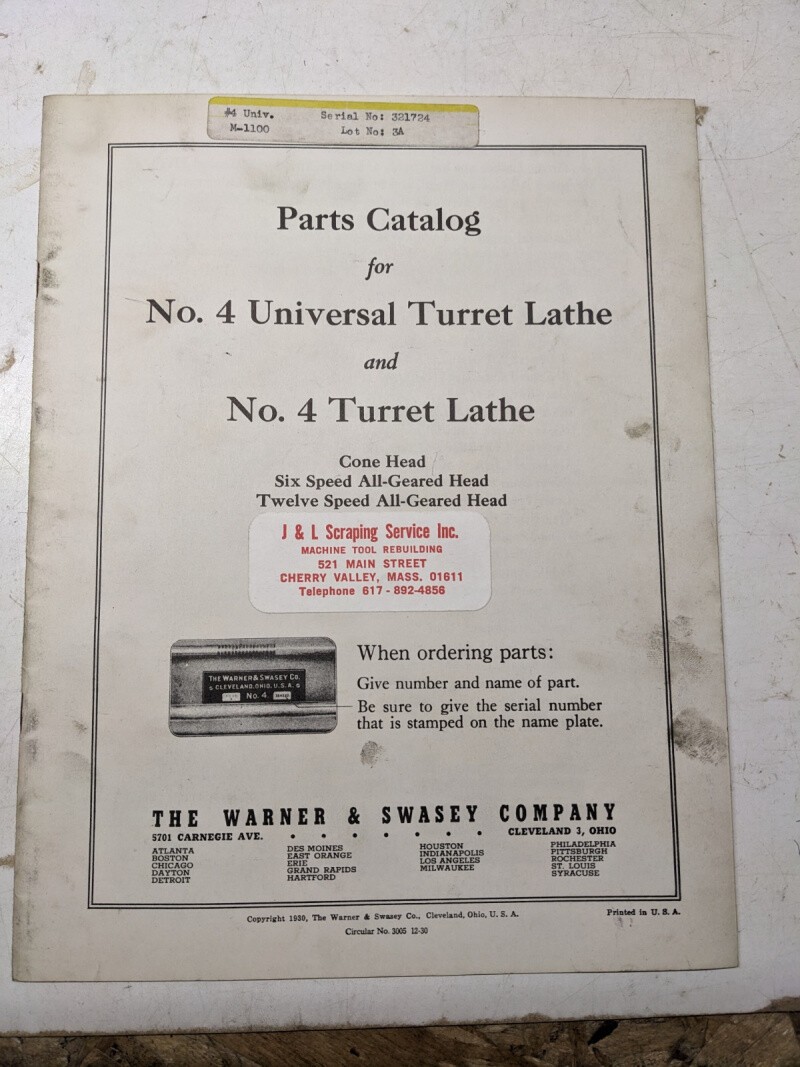 #4 Univ. Serial No: 321724
M-1100 Lot No: 3A
Parts Catalog
for
No. 4 Universal Turret Lathe
and
No. 4 Turret Lathe
Cone Head
Six Speed All-Geared Head
Twelve Speed All-Geared Head
J & L Scraping Service Inc.
MACHINE TOOL REBUILDING
521 MAIN STREET
CHERRY VALLEY, MASS. 01611
Telephone 617 - 892-4856
THE WARNER & SWASEY CO.
CLEVELAND, OHIO, U.S.A.
No. 4
When ordering parts:
Give number and name of part.
Be sure to give the serial number
that is stamped on the name plate.
THE WARNER & SWASEY COMPANY
5701 CARNEGIE AVE. • • • • • • • CLEVELAND 3, OHIO
ATLANTA
BOSTON
CHICAGO
DAYTON
DETROIT
DES MOINES
EAST ORANGE
ERIE
GRAND RAPIDS
HARTFORD
HOUSTON
INDIANAPOLIS
LOS ANGELES
MILWAUKEE
PHILADELPHIA
PITTSBURGH
ROCHESTER
ST. LOUIS
SYRACUSE
Copyright 1930, The Warner & Swasey Co., Cleveland, Ohio, U. S. A.
Printed in U. S. A.
Circular No. 3005 12-30